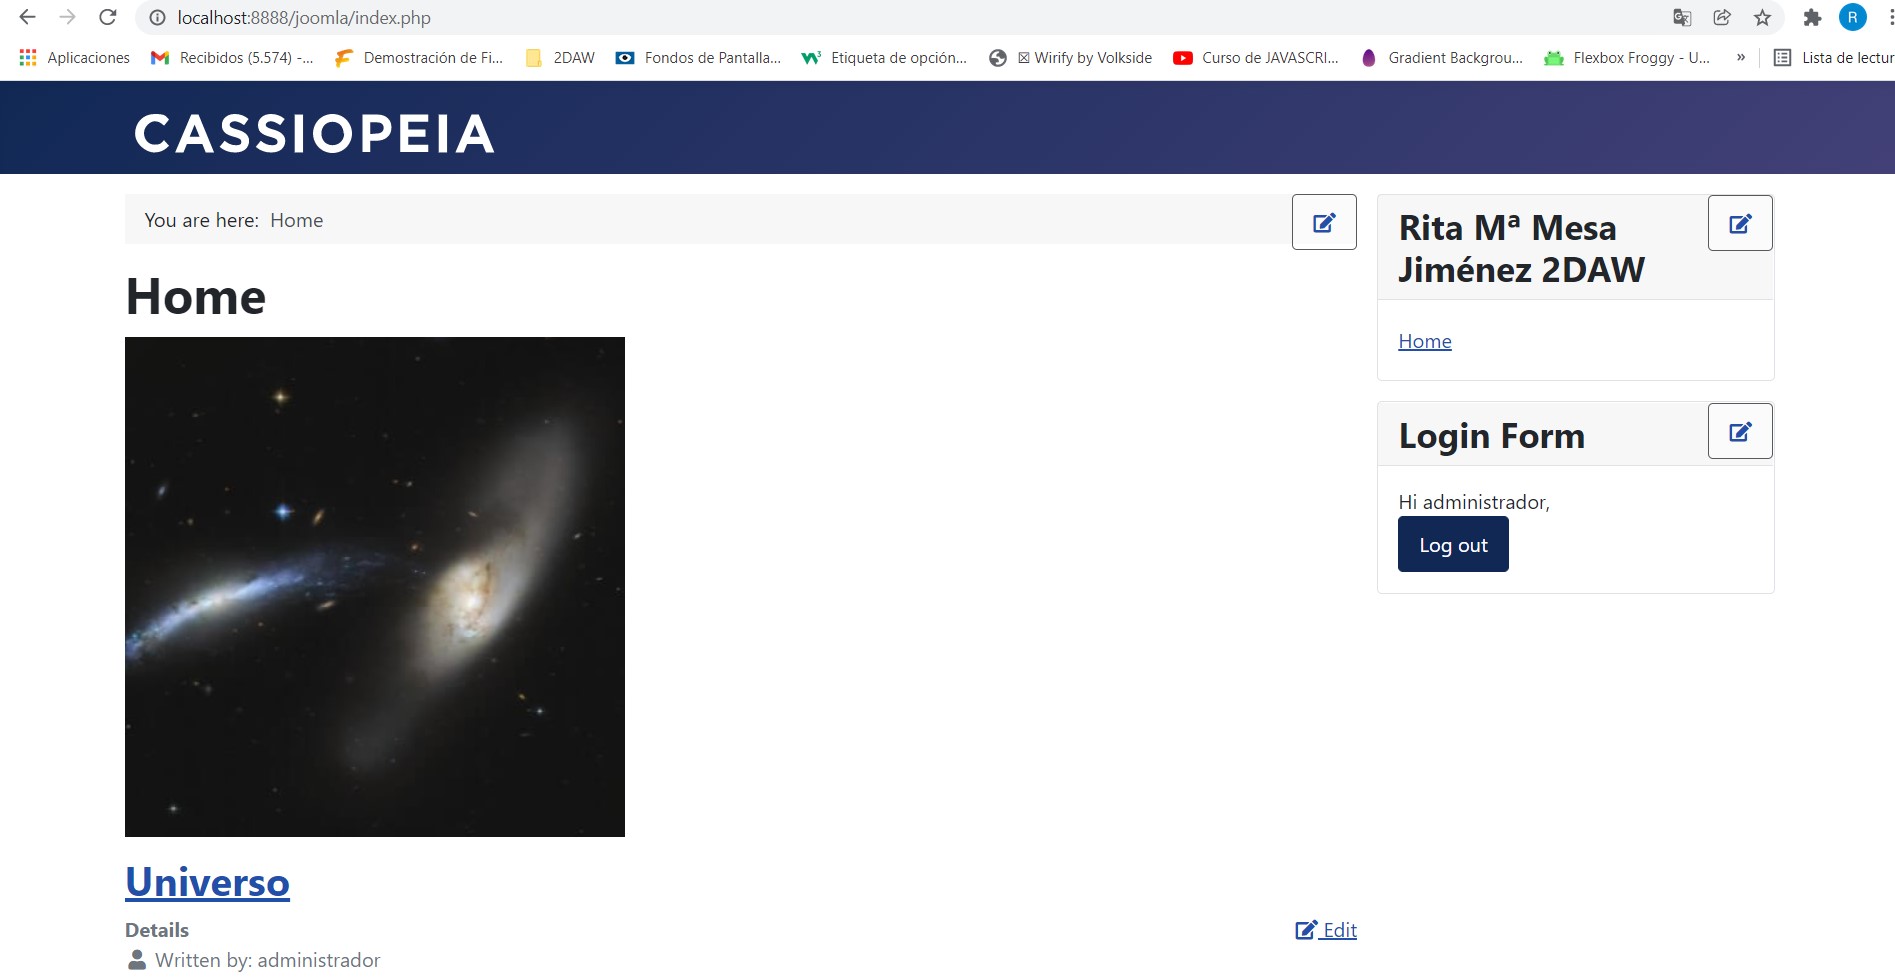 localhost:8888/joomla/index.php
Aplicaciones Recibidos (5.574) -... Demostración de Fi... 2DAW Fondos de Pantalla... Etiqueta de opción... Wirify by Volkside Curso de JAVASCRI... Gradient Backgrou... Flexbox Froggy - U... » Lista de lectur
R
CASSIOPEIA
You are here: Home
Home
Universo
Details
Edit
Written by: administrador
Rita Mª Mesa
Jiménez 2DAW
Home
Login Form
Hi administrador,
Log out